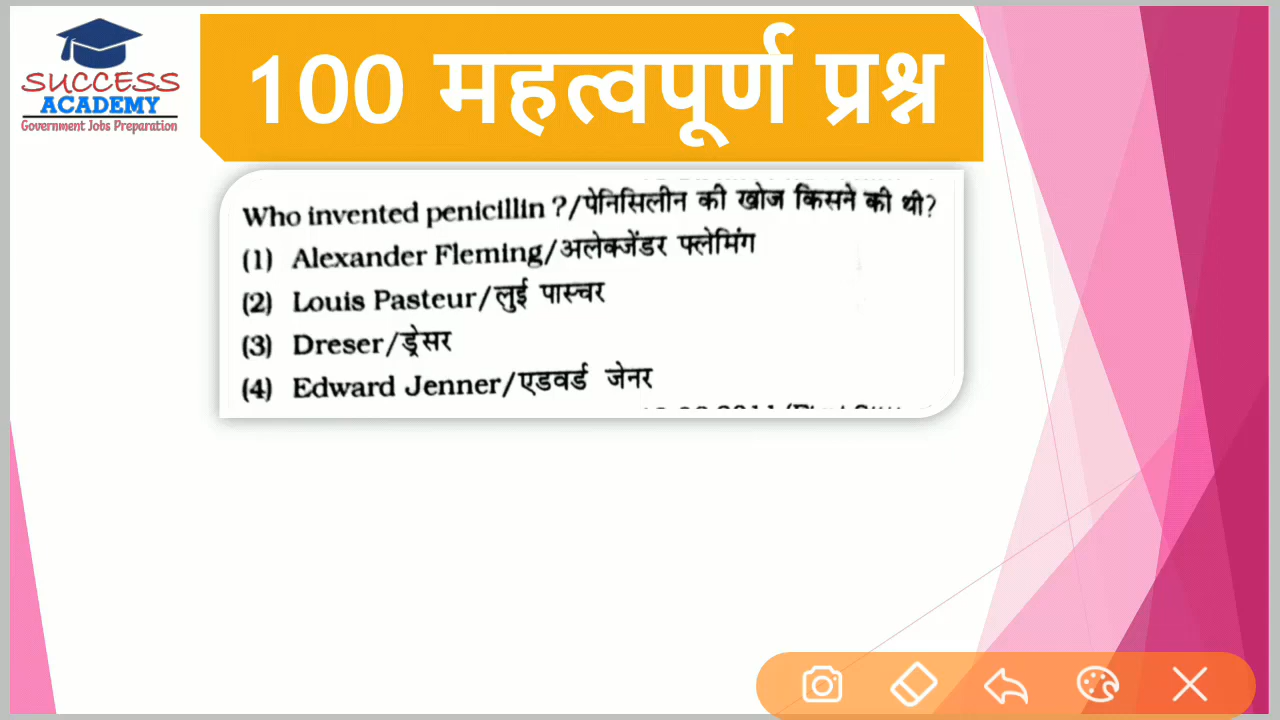 SUCCESS
ACADEMY
Government Jobs Preparation
100 महत्वपूर्ण प्रश्न
Who invented penicillin ?/पेनिसिलीन की खोज किसने की थी?
(1) Alexander Fleming/अलेक्जेंडर फ्लेमिंग
(2) Louis Pasteur/लुई पास्चर
(3) Dreser/ड्रेसर
(4) Edward Jenner/एडवर्ड जेनर